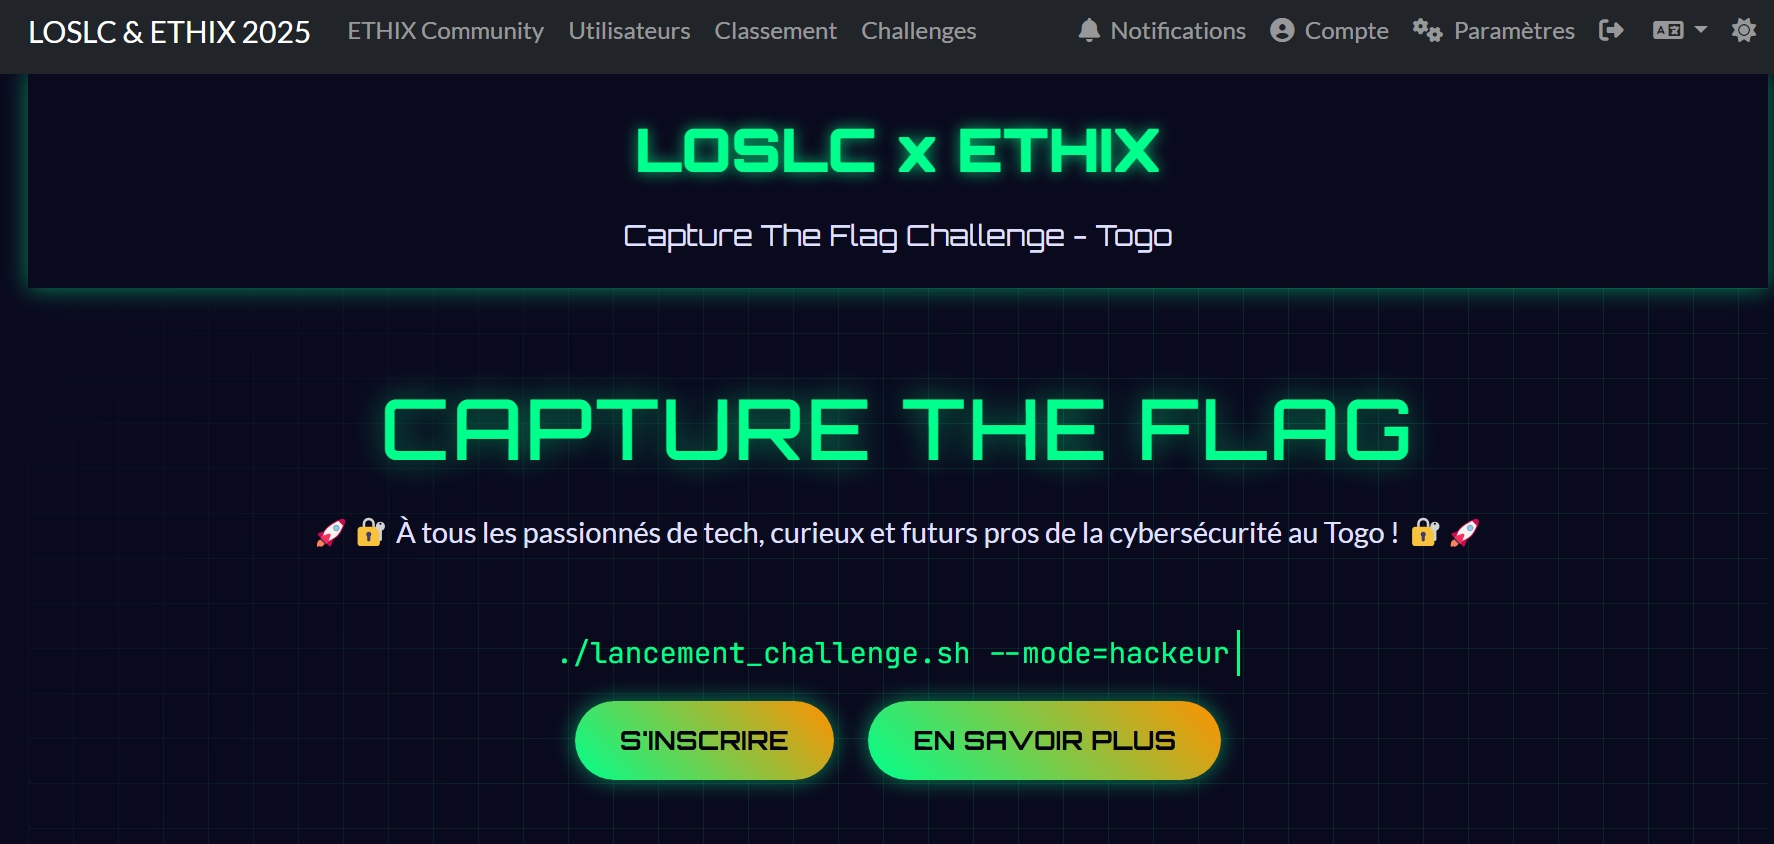 LOSLC & ETHIX 2025 ETHIX Community Utilisateurs Classement Challenges Notifications Compte Paramètres
LOSLC x ETHIX
Capture The Flag Challenge - Togo
CAPTURE THE FLAG
🚀 🔐 À tous les passionnés de tech, curieux et futurs pros de la cybersécurité au Togo ! 🔐 🚀
./lancement_challenge.sh --mode=hackeur
S'INSCRIRE EN SAVOIR PLUS